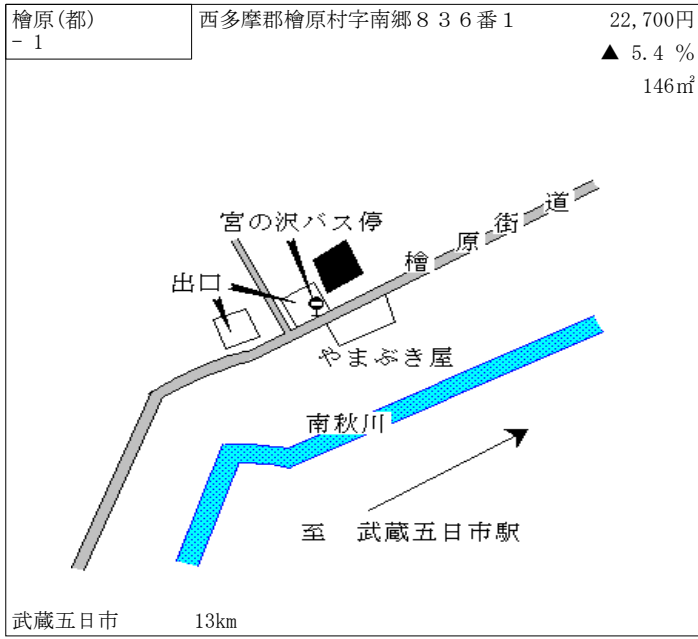 檜原(都) 西多摩郡檜原村字南郷８３６番１ 22,700円
- 1
▲ 5.4 %
146㎡
檜原街道
宮の沢バス停
出口
やまぶき屋
南秋川
至 武蔵五日市駅
武蔵五日市 13km